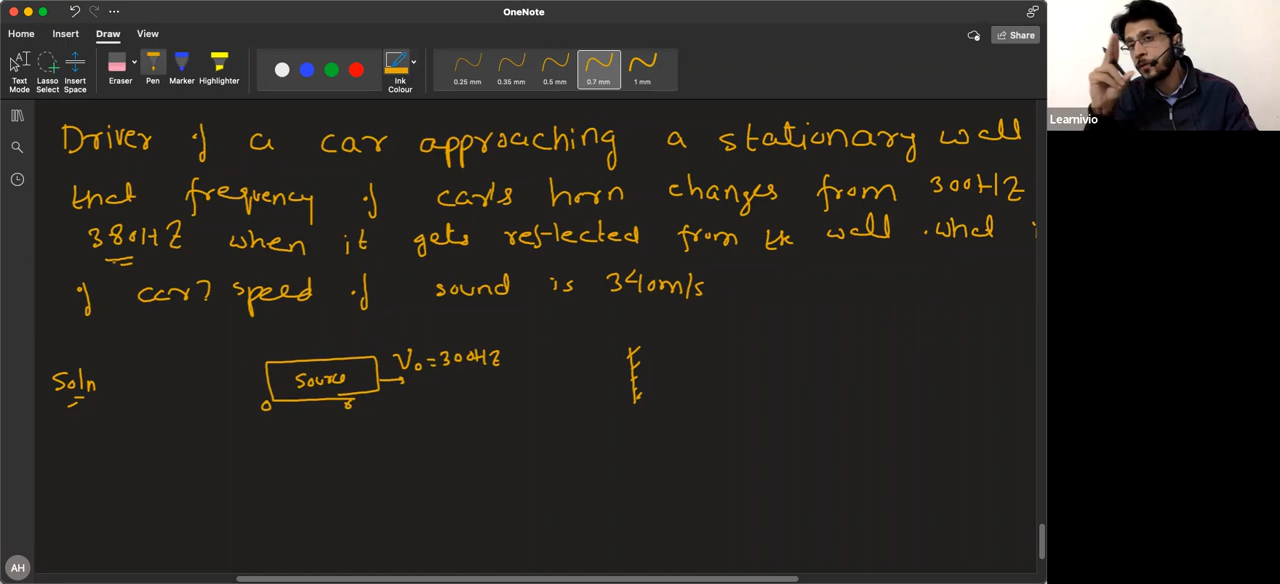 OneNote
Home Insert Draw View
Share
Text Mode Lasso Select Insert Space Eraser Pen Marker Highlighter Ink Colour 0.25 mm 0.35 mm 0.5 mm 0.7 mm 1 mm
Learnivio
Driver of a car approaching a stationary wall
that frequency of car's horn changes from 300HZ
380HZ when it gets reflected from the wall .what
of car? speed of sound is 340m/s
Soln
Source
V₀ = 300HZ
AH